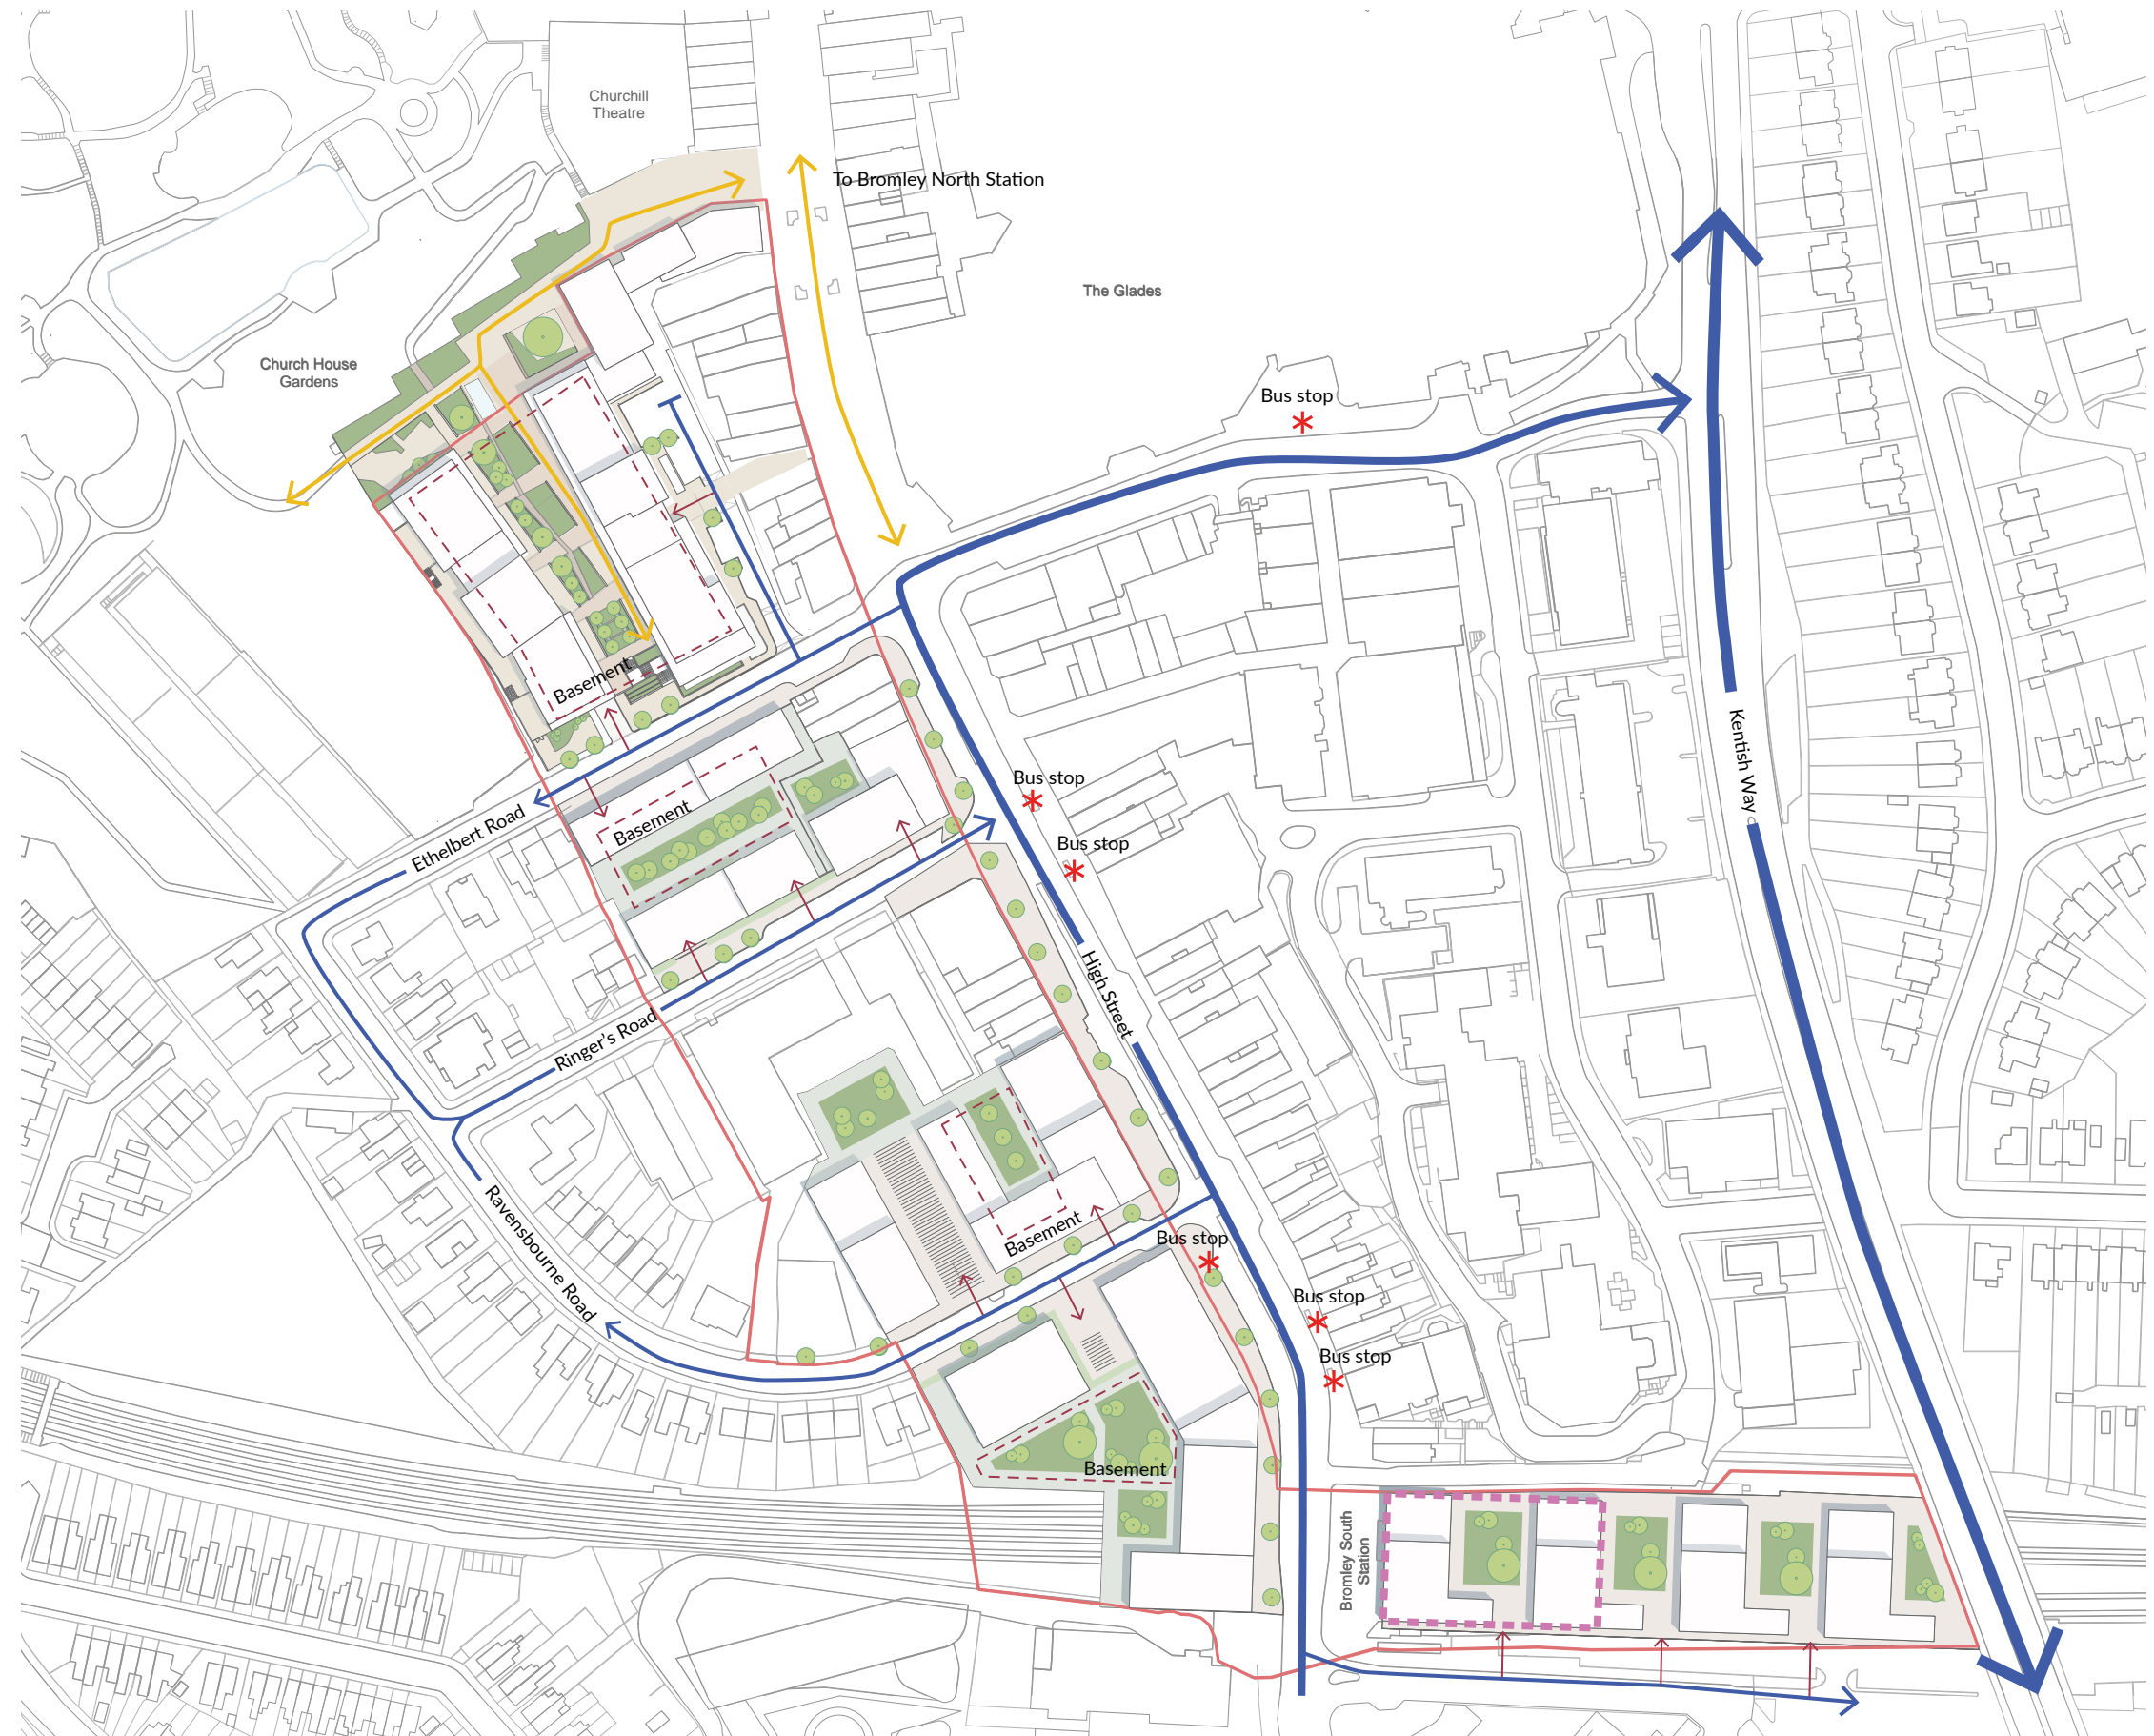 Churchill
Theatre
To Bromley North Station
The Glades
Church House
Gardens
Bus stop
Basement
Kentish Way
Bus stop
Basement
Ethelbert Road
Bus stop
High Street
Ringer's Road
Ravensbourne Road
Basement
Bus stop
Bus stop
Bus stop
Basement
Bromley South
Station